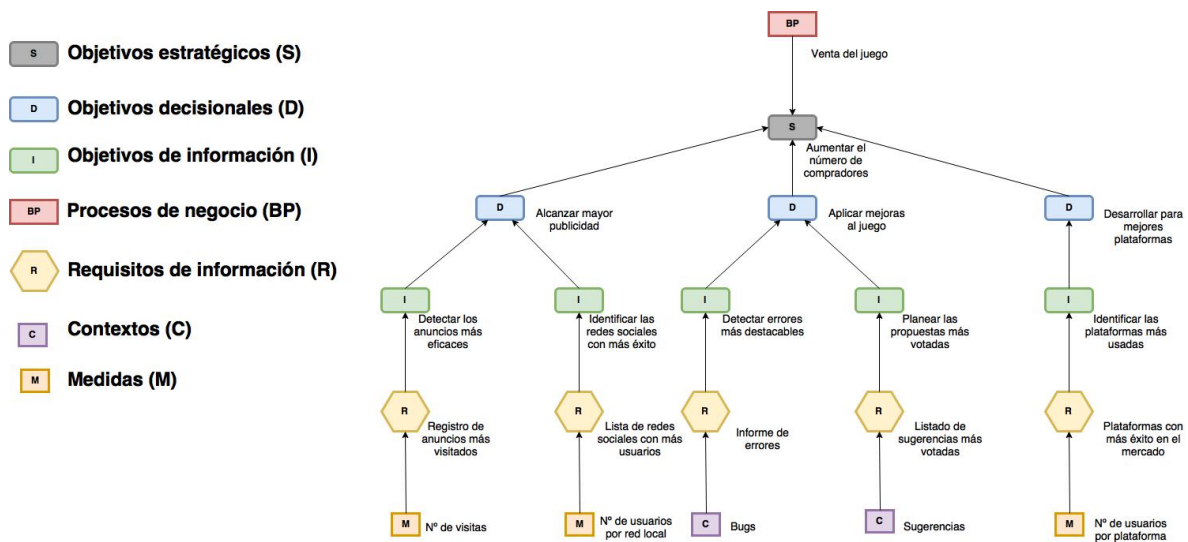 S
Objetivos estratégicos (S)
D
Objetivos decisionales (D)
I
Objetivos de información (I)
BP
Procesos de negocio (BP)
R
Requisitos de información (R)
C
Contextos (C)
M
Medidas (M)
BP
Venta del juego
S
Aumentar el
número de
compradores
D
Alcanzar mayor
publicidad
D
Aplicar mejoras
al juego
D
Desarrollar para
mejores
plataformas
I
Detectar los
anuncios más
eficaces
I
Identificar las
redes sociales
con más éxito
I
Detectar errores
más destacables
I
Planear las
propuestas más
votadas
I
Identificar las
plataformas más
usadas
R
Registro de
anuncios más
visitados
R
Lista de redes
sociales con más
usuarios
R
Informe de
errores
R
Listado de
sugerencias más
votadas
R
Plataformas con
más éxito en el
mercado
M
Nº de visitas
M
Nº de usuarios
por red local
C
Bugs
C
Sugerencias
M
Nº de usuarios
por plataforma